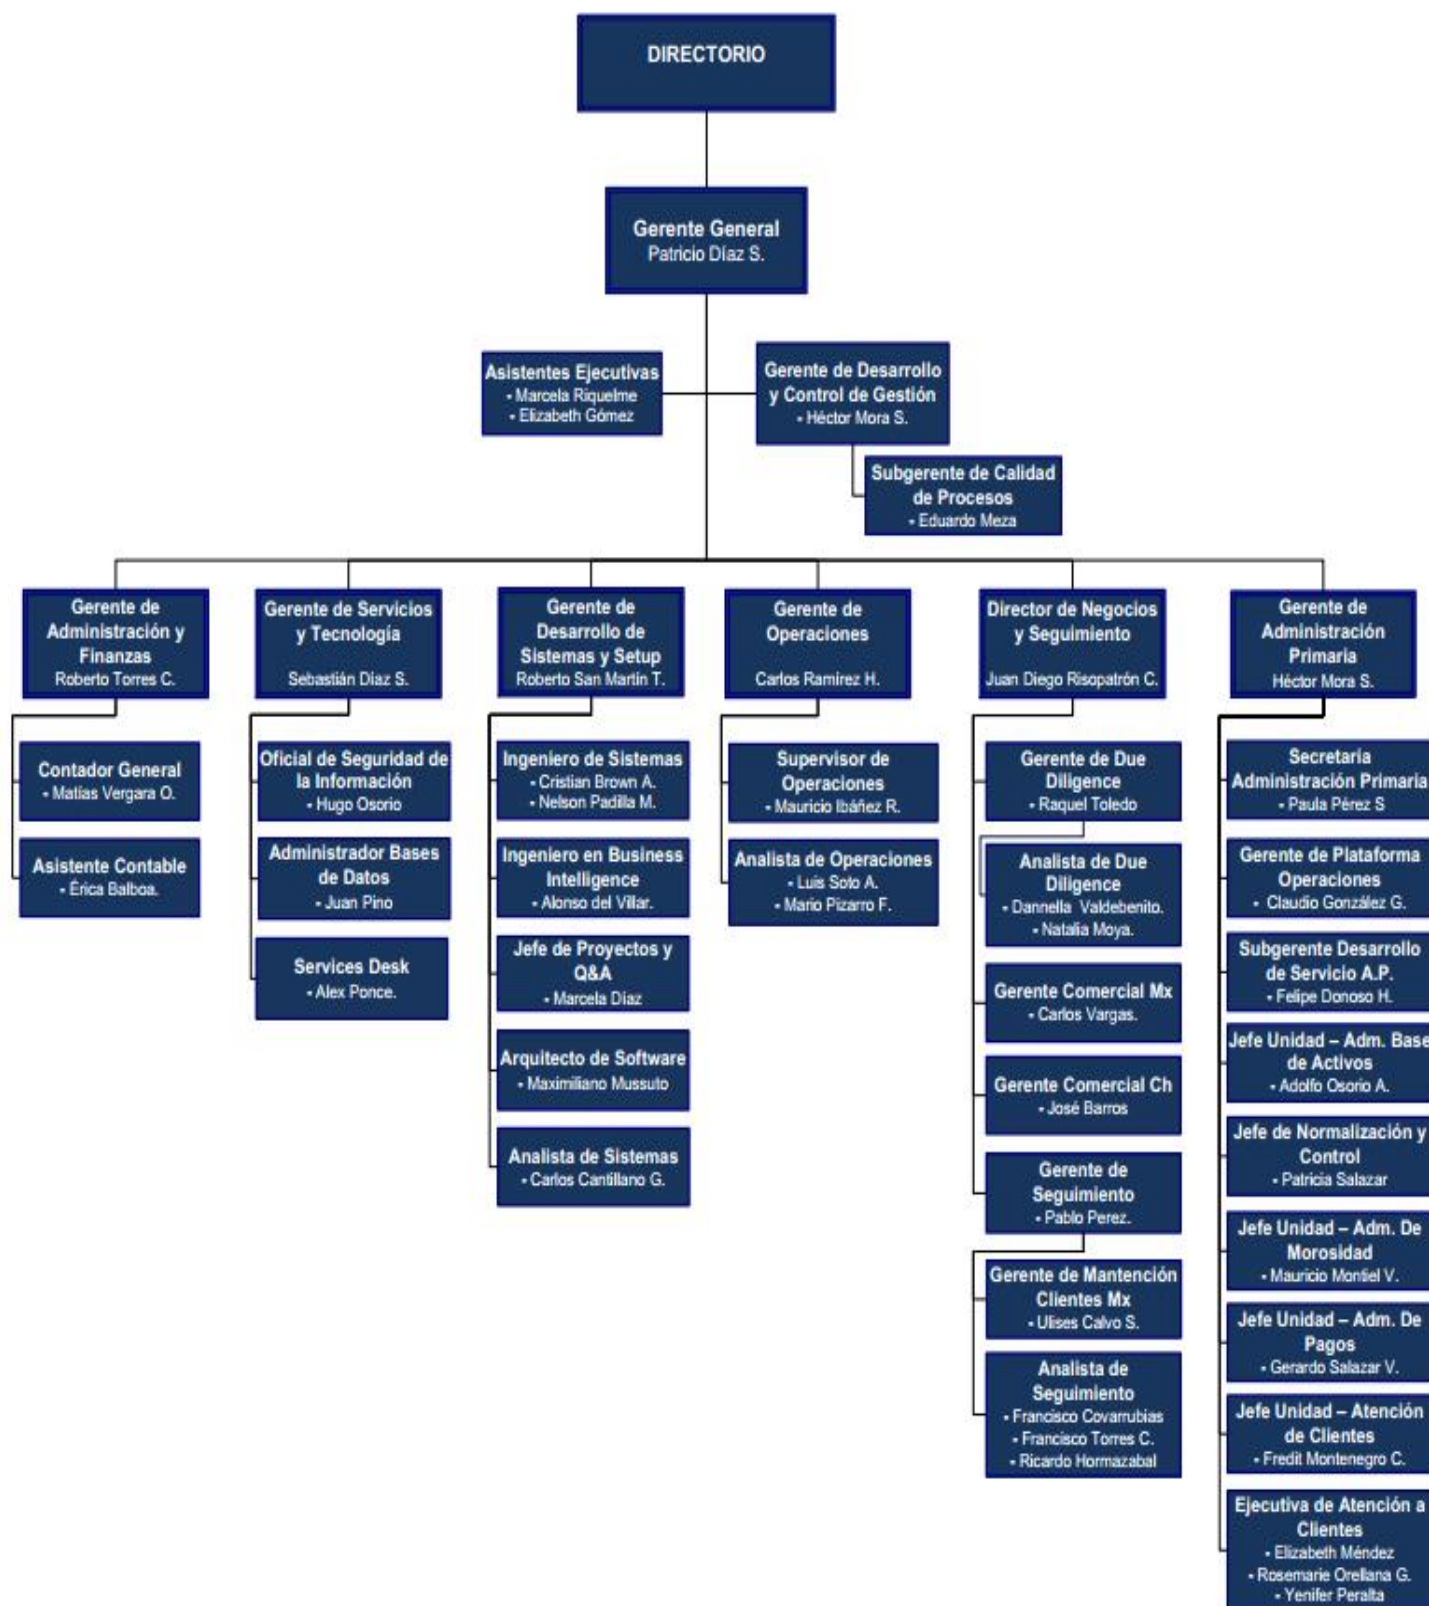 DIRECTORIO
Gerente General
Patricio Díaz S.
Asistentes Ejecutivas
- Marcela Riquelme
- Elizabeth Gómez
Gerente de Desarrollo
y Control de Gestión
- Héctor Mora S.
Subgerente de Calidad
de Procesos
- Eduardo Meza
Gerente de
Administración y
Finanzas
Roberto Torres C.
Contador General
- Matías Vergara O.
Asistente Contable
- Érica Balboa.
Gerente de Servicios
y Tecnología
Sebastián Díaz S.
Oficial de Seguridad de
la Información
- Hugo Osorio
Administrador Bases
de Datos
- Juan Pino
Services Desk
- Alex Ponce.
Gerente de
Desarrollo de
Sistemas y Setup
Roberto San Martín T.
Ingeniero de Sistemas
- Cristian Brown A.
- Nelson Padilla M.
Ingeniero en Business
Intelligence
- Alonso del Villar.
Jefe de Proyectos y
Q&A
- Marcela Díaz
Arquitecto de Software
- Maximiliano Mussuto
Analista de Sistemas
- Carlos Cantillano G.
Gerente de
Operaciones
Carlos Ramírez H.
Supervisor de
Operaciones
- Mauricio Ibáñez R.
Analista de Operaciones
- Luis Soto A.
- Mario Pizarro F.
Director de Negocios
y Seguimiento
Juan Diego Risopatrón C.
Gerente de Due
Diligence
- Raquel Toledo
Analista de Due
Diligence
- Dannella Valdebenito.
- Natalia Moya.
Gerente Comercial Mx
- Carlos Vargas.
Gerente Comercial Ch
- José Barros
Gerente de
Seguimiento
- Pablo Perez.
Gerente de Mantención
Clientes Mx
- Ulises Calvo S.
Analista de
Seguimiento
- Francisco Covarrubias
- Francisco Torres C.
- Ricardo Hormazabal
Gerente de
Administración
Primaria
Héctor Mora S.
Secretaria
Administración Primaria
- Paula Pérez S
Gerente de Plataforma
Operaciones
- Claudio González G.
Subgerente Desarrollo
de Servicio A.P.
- Felipe Donoso H.
Jefe Unidad – Adm. Base
de Activos
- Adolfo Osorio A.
Jefe de Normalización y
Control
- Patricia Salazar
Jefe Unidad – Adm. De
Morosidad
- Mauricio Montiel V.
Jefe Unidad – Adm. De
Pagos
- Gerardo Salazar V.
Jefe Unidad – Atención
de Clientes
- Fredit Montenegro C.
Ejecutiva de Atención a
Clientes
- Elizabeth Méndez
- Rosemarie Orellana G.
- Yenifer Peralta